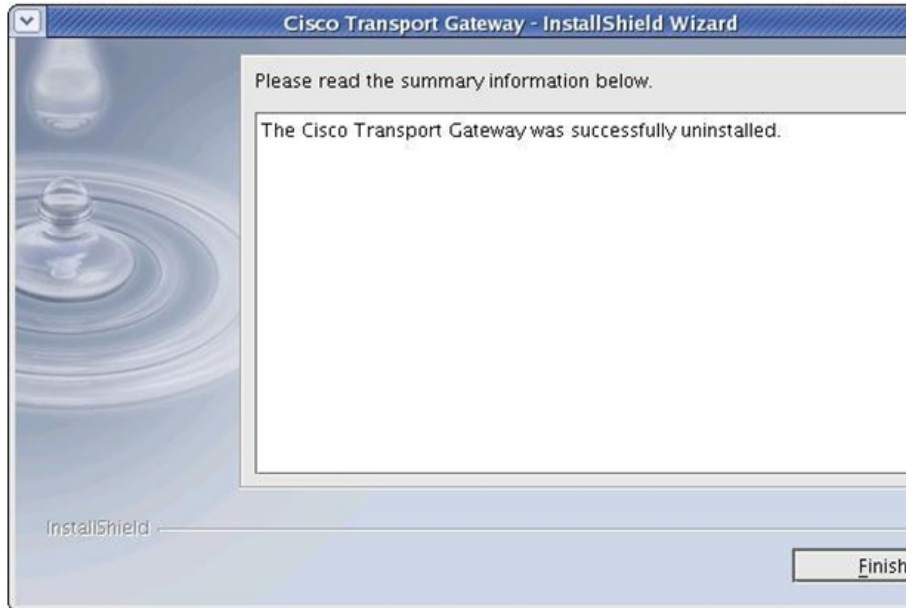 Cisco Transport Gateway - InstallShield Wizard
Please read the summary information below.
The Cisco Transport Gateway was successfully uninstalled.
InstallShield
Finish